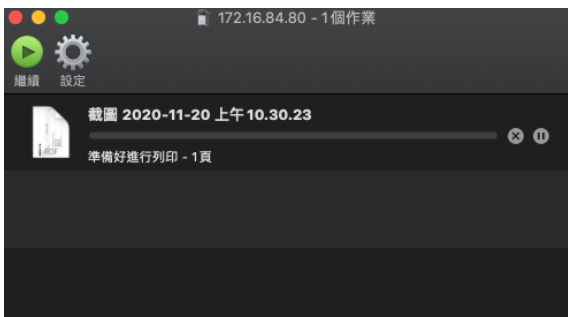 172.16.84.80 - 1個作業
繼續 設定
截圖 2020-11-20 上午10.30.23
準備好進行列印 - 1頁
PDF